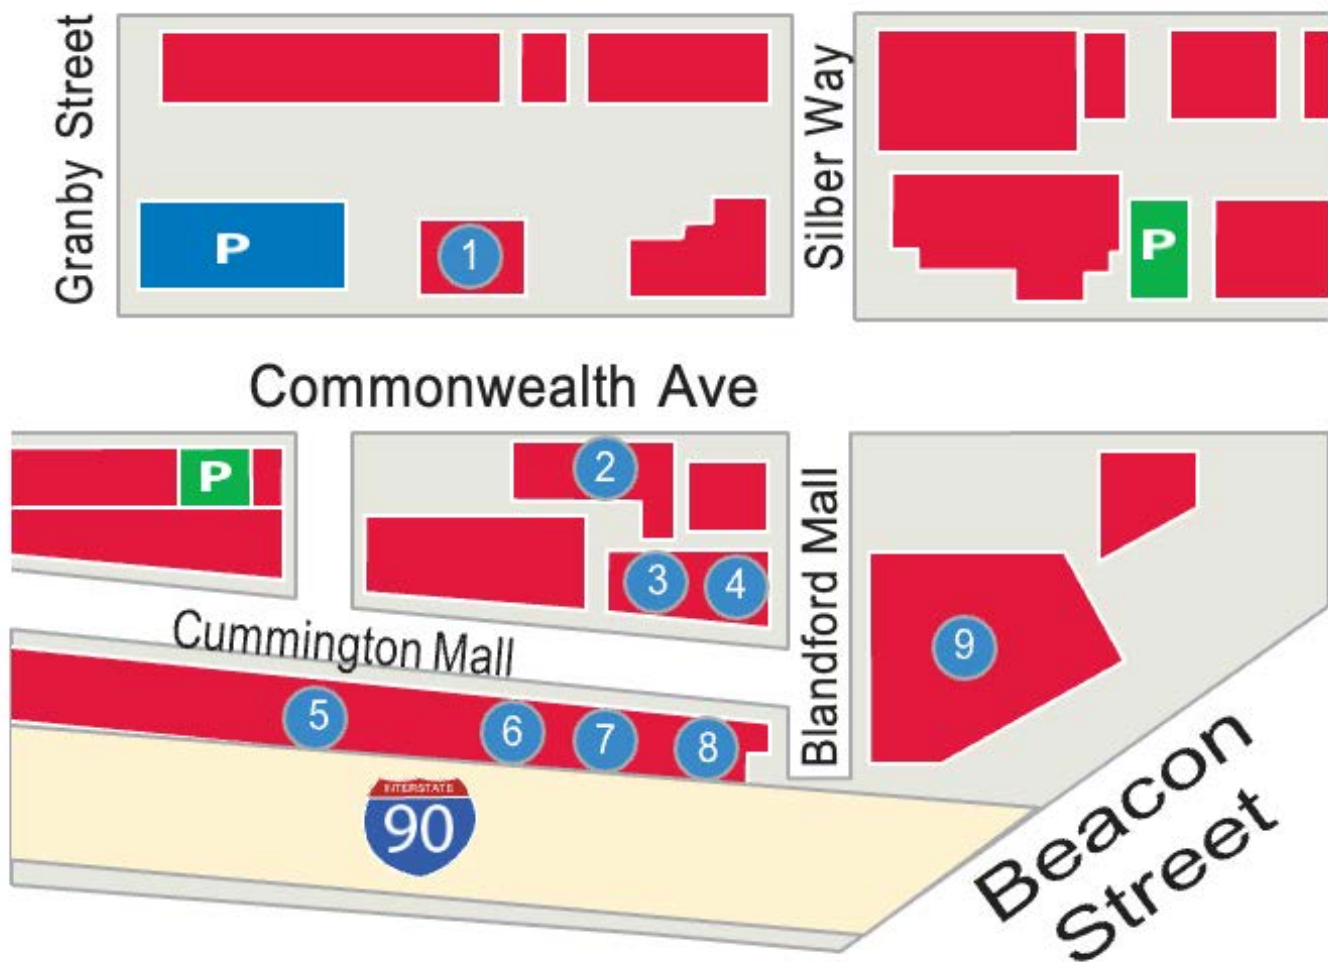 Granby Street
Silber Way
P
1
P
Commonwealth Ave
P
2
3
4
Blandford Mall
9
Cummington Mall
5
6
7
8
INTERSTATE
90
Beacon
Street